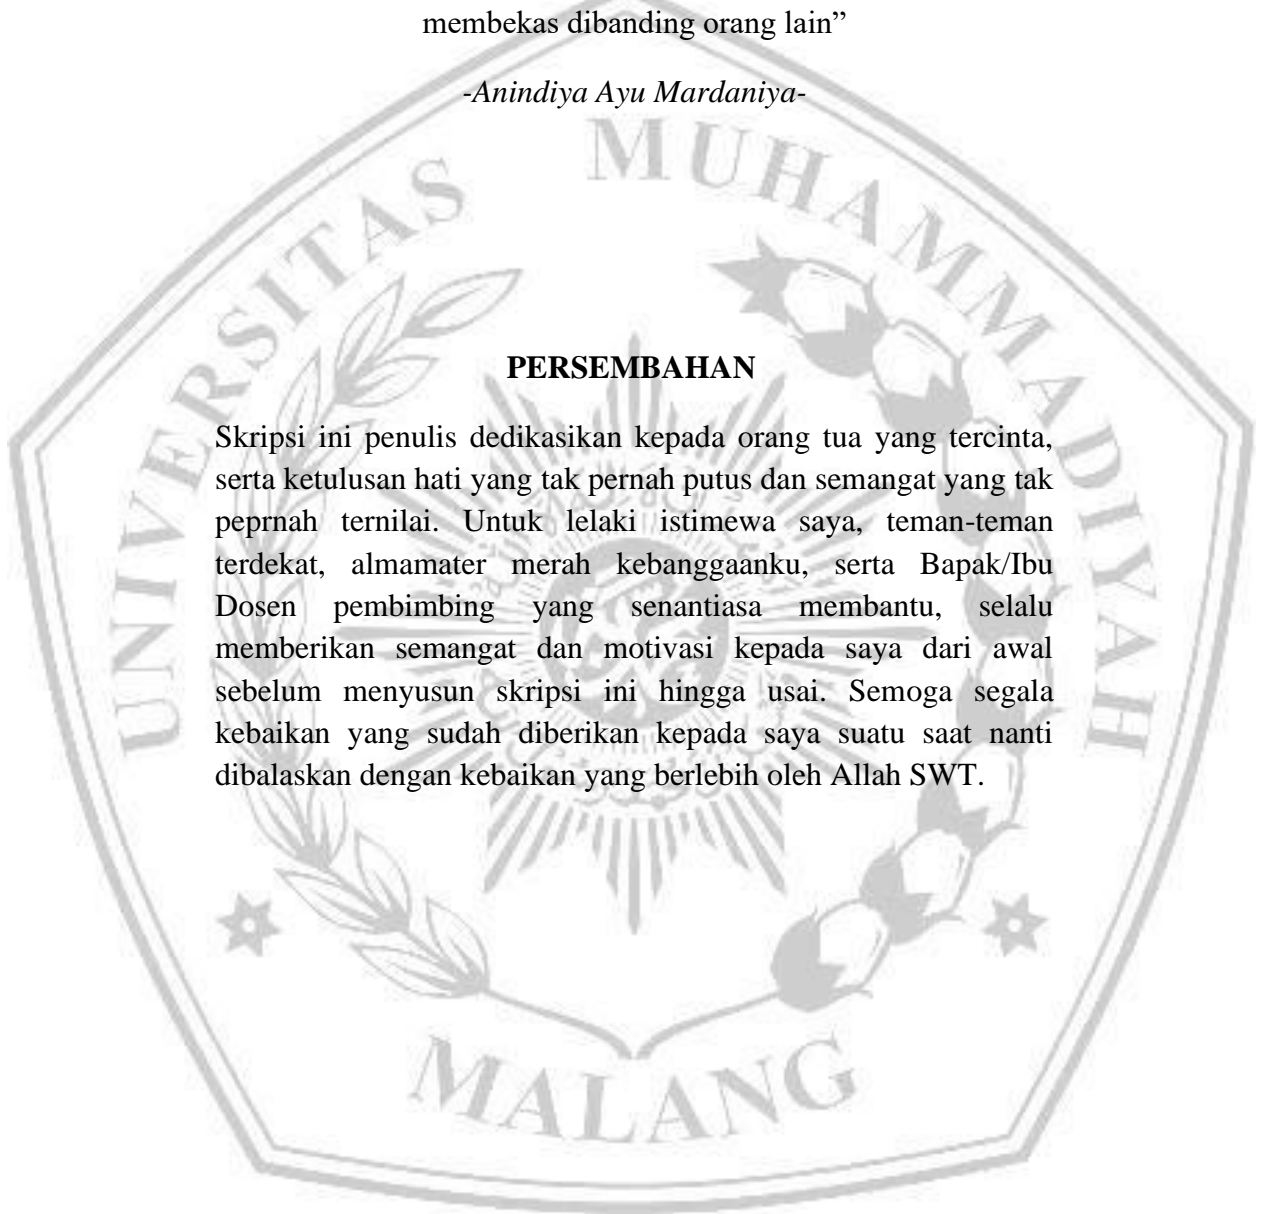 membekas dibanding orang lain”
-Anindiya Ayu Mardaniya-
UNIVERSITAS MUHAMMADIYAH
MALANG
PERSEMBAHAN
Skripsi ini penulis dedikasikan kepada orang tua yang tercinta,
serta ketulusan hati yang tak pernah putus dan semangat yang tak
peprnah ternilai. Untuk lelaki istimewa saya, teman-teman
terdekat, almamater merah kebanggaanku, serta Bapak/Ibu
Dosen pembimbing yang senantiasa membantu, selalu
memberikan semangat dan motivasi kepada saya dari awal
sebelum menyusun skripsi ini hingga usai. Semoga segala
kebaikan yang sudah diberikan kepada saya suatu saat nanti
dibalaskan dengan kebaikan yang berlebih oleh Allah SWT.